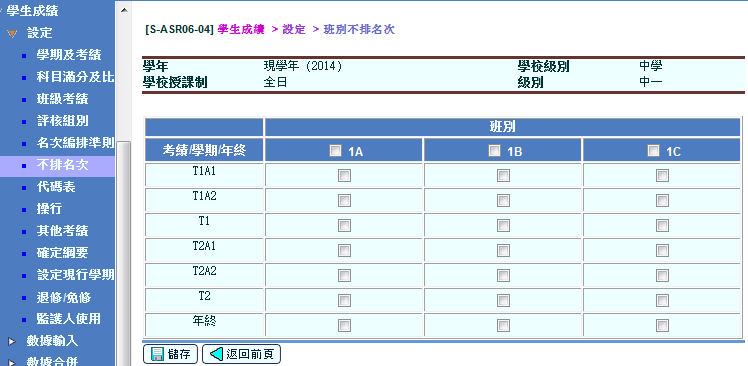 學生成績
設定
學期及考績
科目滿分及比
班級考績
評核組別
名次編排準則
不排名次
代碼表
操行
其他考績
確定綱要
設定現行學期
退修/免修
監護人使用
數據輸入
數據合併
[S-ASR06-04] 學生成績 > 設定 > 班別不排名次
學年 現學年 (2014) 學校級別 中學
學校授課制 全日 級別 中一
班別
考績/學期/年終 1A 1B 1C
T1A1
T1A2
T1
T2A1
T2A2
T2
年終
儲存 返回前頁